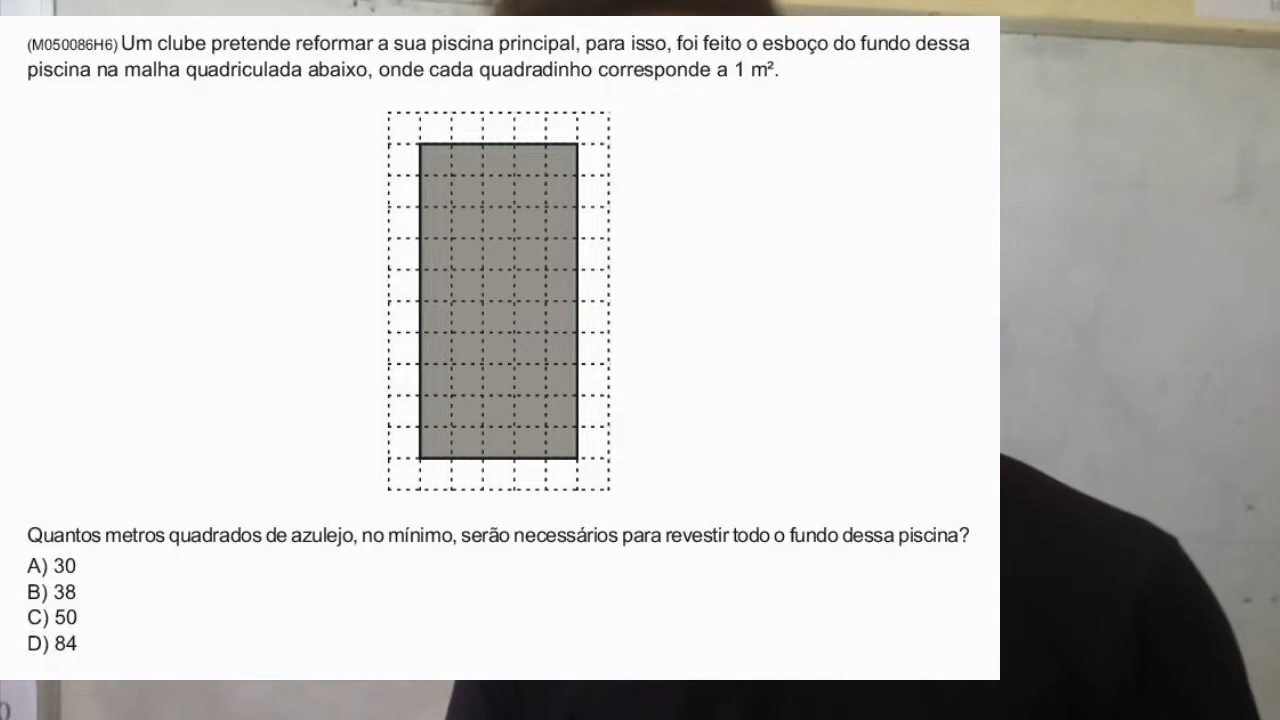 (M050086H6) Um clube pretende reformar a sua piscina principal, para isso, foi feito o esboço do fundo dessa
piscina na malha quadriculada abaixo, onde cada quadradinho corresponde a 1 m².
Quantos metros quadrados de azulejo, no mínimo, serão necessários para revestir todo o fundo dessa piscina?
A) 30
B) 38
C) 50
D) 84